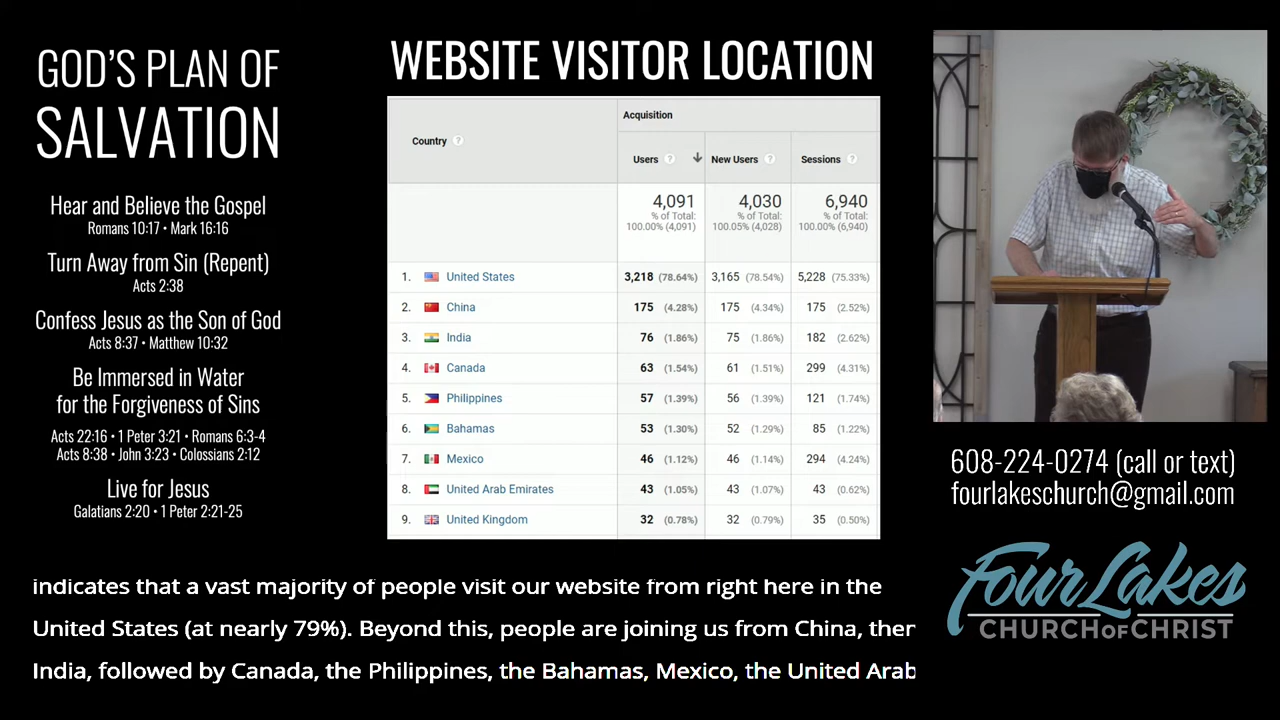 GOD'S PLAN OF
SALVATION
Hear and Believe the Gospel
Romans 10:17 • Mark 16:16
Turn Away from Sin (Repent)
Acts 2:38
Confess Jesus as the Son of God
Acts 8:37 • Matthew 10:32
Be Immersed in Water
for the Forgiveness of Sins
Acts 22:16 • 1 Peter 3:21 • Romans 6:3-4
Acts 8:38 • John 3:23 • Colossians 2:12
Live for Jesus
Galatians 2:20 • 1 Peter 2:21-25
WEBSITE VISITOR LOCATION
Acquisition
Country ? Users ? New Users ? Sessions ?
4,091 4,030 6,940
% of Total: % of Total: % of Total:
100.00% (4,091) 100.05% (4,028) 100.00% (6,940)
1. United States 3,218 (78.64%) 3,165 (78.54%) 5,228 (75.33%)
2. China 175 (4.28%) 175 (4.34%) 175 (2.52%)
3. India 76 (1.86%) 75 (1.86%) 182 (2.62%)
4. Canada 63 (1.54%) 61 (1.51%) 299 (4.31%)
5. Philippines 57 (1.39%) 56 (1.39%) 121 (1.74%)
6. Bahamas 53 (1.30%) 52 (1.29%) 85 (1.22%)
7. Mexico 46 (1.12%) 46 (1.14%) 294 (4.24%)
8. United Arab Emirates 43 (1.05%) 43 (1.07%) 43 (0.62%)
9. United Kingdom 32 (0.78%) 32 (0.79%) 35 (0.50%)
indicates that a vast majority of people visit our website from right here in the
United States (at nearly 79%). Beyond this, people are joining us from China, then
India, followed by Canada, the Philippines, the Bahamas, Mexico, the United Arab
608-224-0274 (call or text)
fourlakeschurch@gmail.com
Four Lakes
CHURCH OF CHRIST